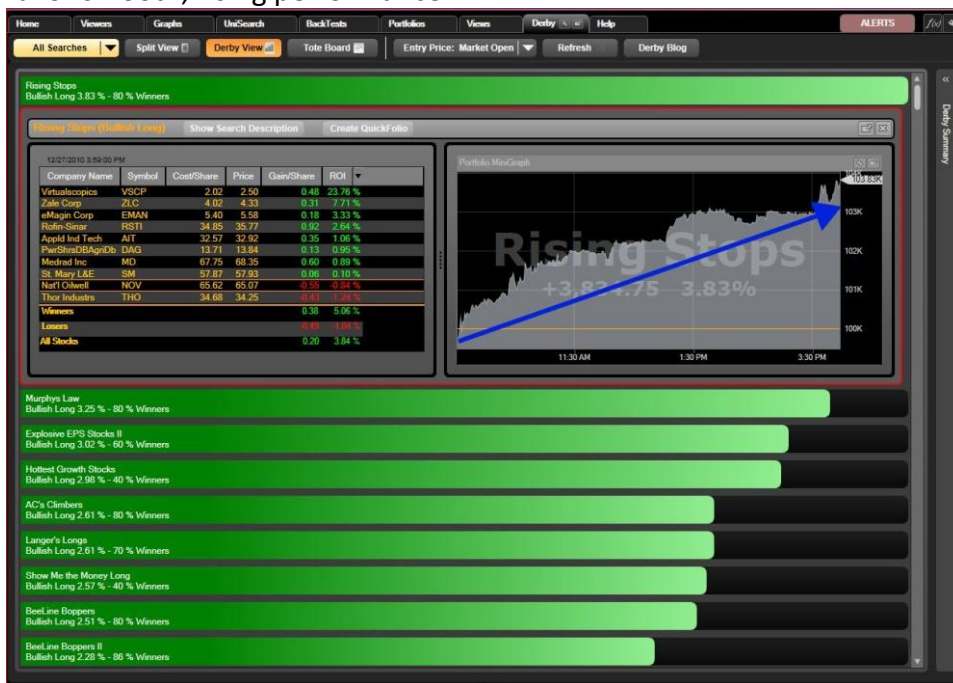 Home Viewers Graphs UniSearch BackTests Portfolios Views Derby Help ALERTS f(x)
All Searches Split View Derby View Tote Board Entry Price: Market Open Refresh Derby Blog
Rising Stops
Bullish Long 3.83 % - 80 % Winners
Rising Stops (Bullish Long) Show Search Description Create QuickFolio
12/27/2010 3:59:00 PM
Company Name Symbol Cost/Share Price Gain/Share ROI
Virtualscopics VSCP 2.02 2.50 0.48 23.76 %
Zale Corp ZLC 4.02 4.33 0.31 7.71 %
eMagin Corp EMAN 5.40 5.58 0.18 3.33 %
Rofin-Sinar RSTI 34.85 35.77 0.92 2.64 %
Appld Ind Tech AIT 32.57 32.92 0.35 1.06 %
PwrShrsDBAgriDb DAG 13.71 13.84 0.13 0.95 %
Medrad Inc MD 67.75 68.35 0.60 0.89 %
St. Mary L&E SM 57.87 57.93 0.06 0.10 %
Nat'l Oilwell NOV 65.62 65.07 -0.55 -0.84 %
Thor Industrs THO 34.68 34.25 -0.43 -1.24 %
Winners 0.38 5.06 %
Losers -0.49 -1.04 %
All Stocks 0.20 3.84 %
Portfolio MiniGraph
103.83K
103K
102K
101K
100K
Rising Stops
+3,834.75 3.83%
11:30 AM 1:30 PM 3:30 PM
Derby Summary
Murphys Law
Bullish Long 3.25 % - 80 % Winners
Explosive EPS Stocks II
Bullish Long 3.02 % - 60 % Winners
Hottest Growth Stocks
Bullish Long 2.98 % - 40 % Winners
AC's Climbers
Bullish Long 2.61 % - 80 % Winners
Langer's Longs
Bullish Long 2.61 % - 70 % Winners
Show Me the Money Long
Bullish Long 2.57 % - 40 % Winners
BeeLine Boppers
Bullish Long 2.51 % - 80 % Winners
BeeLine Boppers II
Bullish Long 2.28 % - 86 % Winners